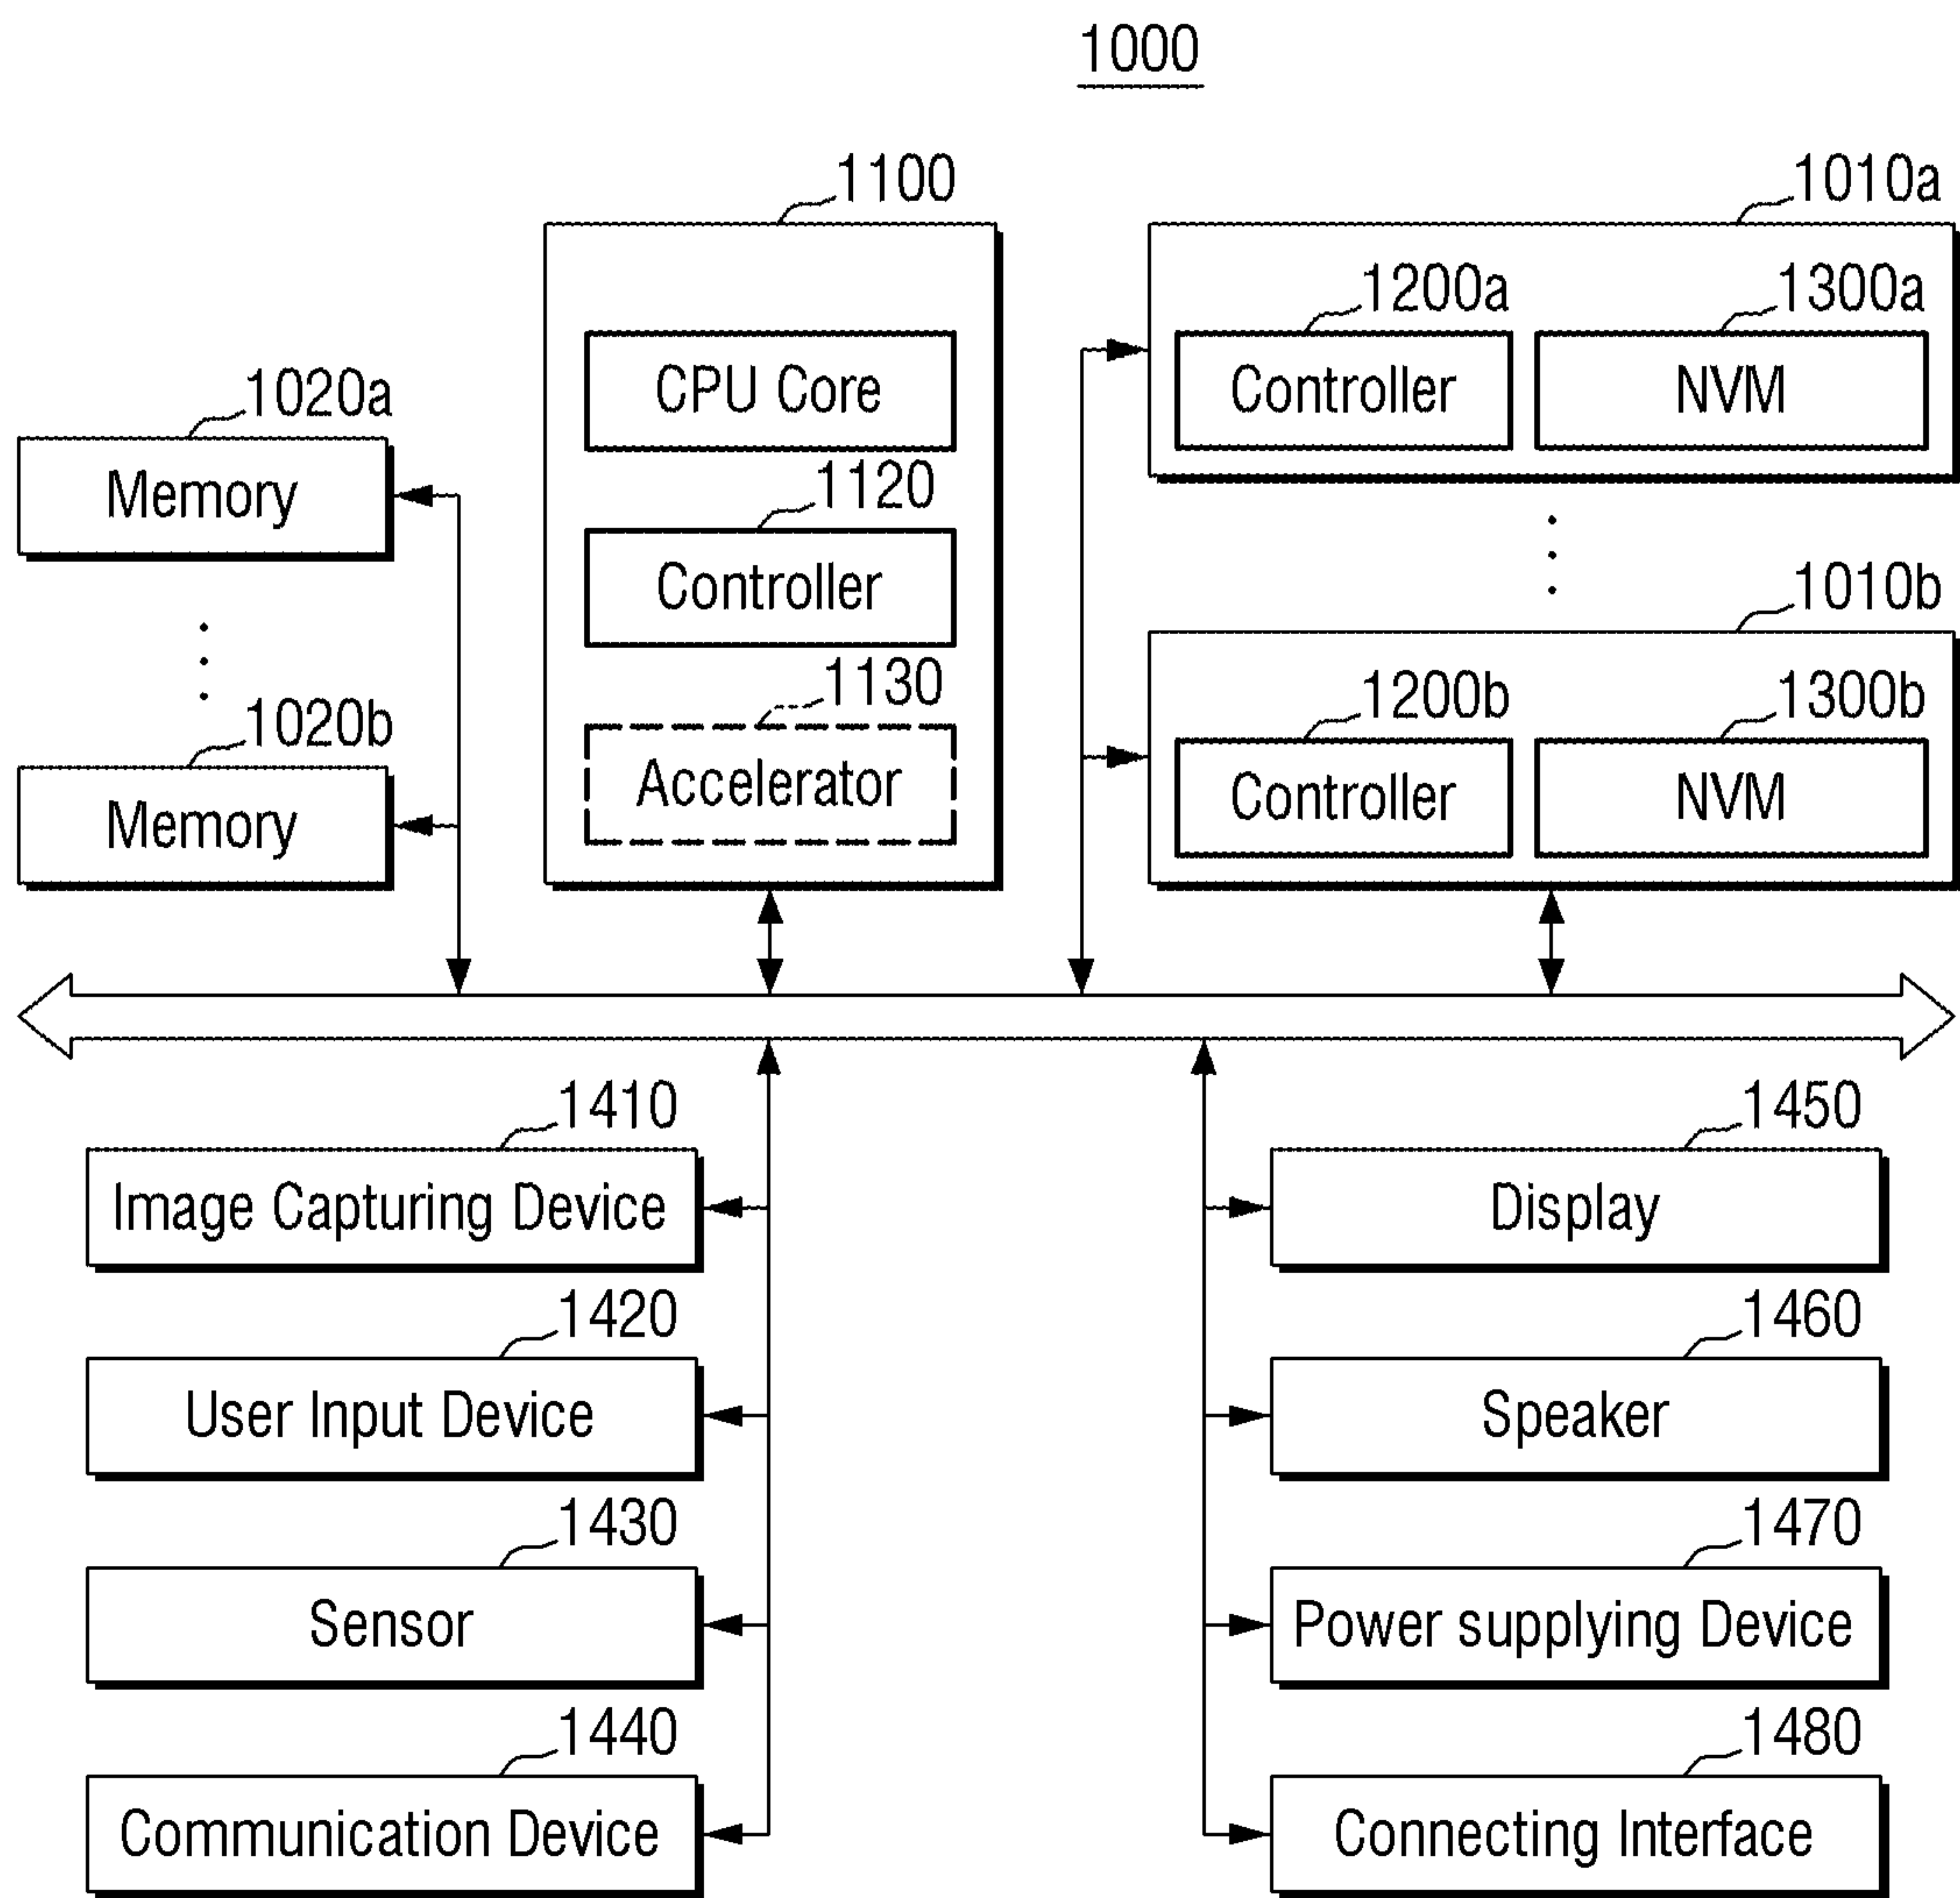 1000
1100
1010a
1200a
1300a
CPU Core
Controller
NVM
1020a
Memory
1120
Controller
1010b
1130
1200b
1300b
1020b
Memory
Accelerator
Controller
NVM
1410
1450
Image Capturing Device
Display
1420
1460
User Input Device
Speaker
1430
1470
Sensor
Power supplying Device
1440
1480
Communication Device
Connecting Interface